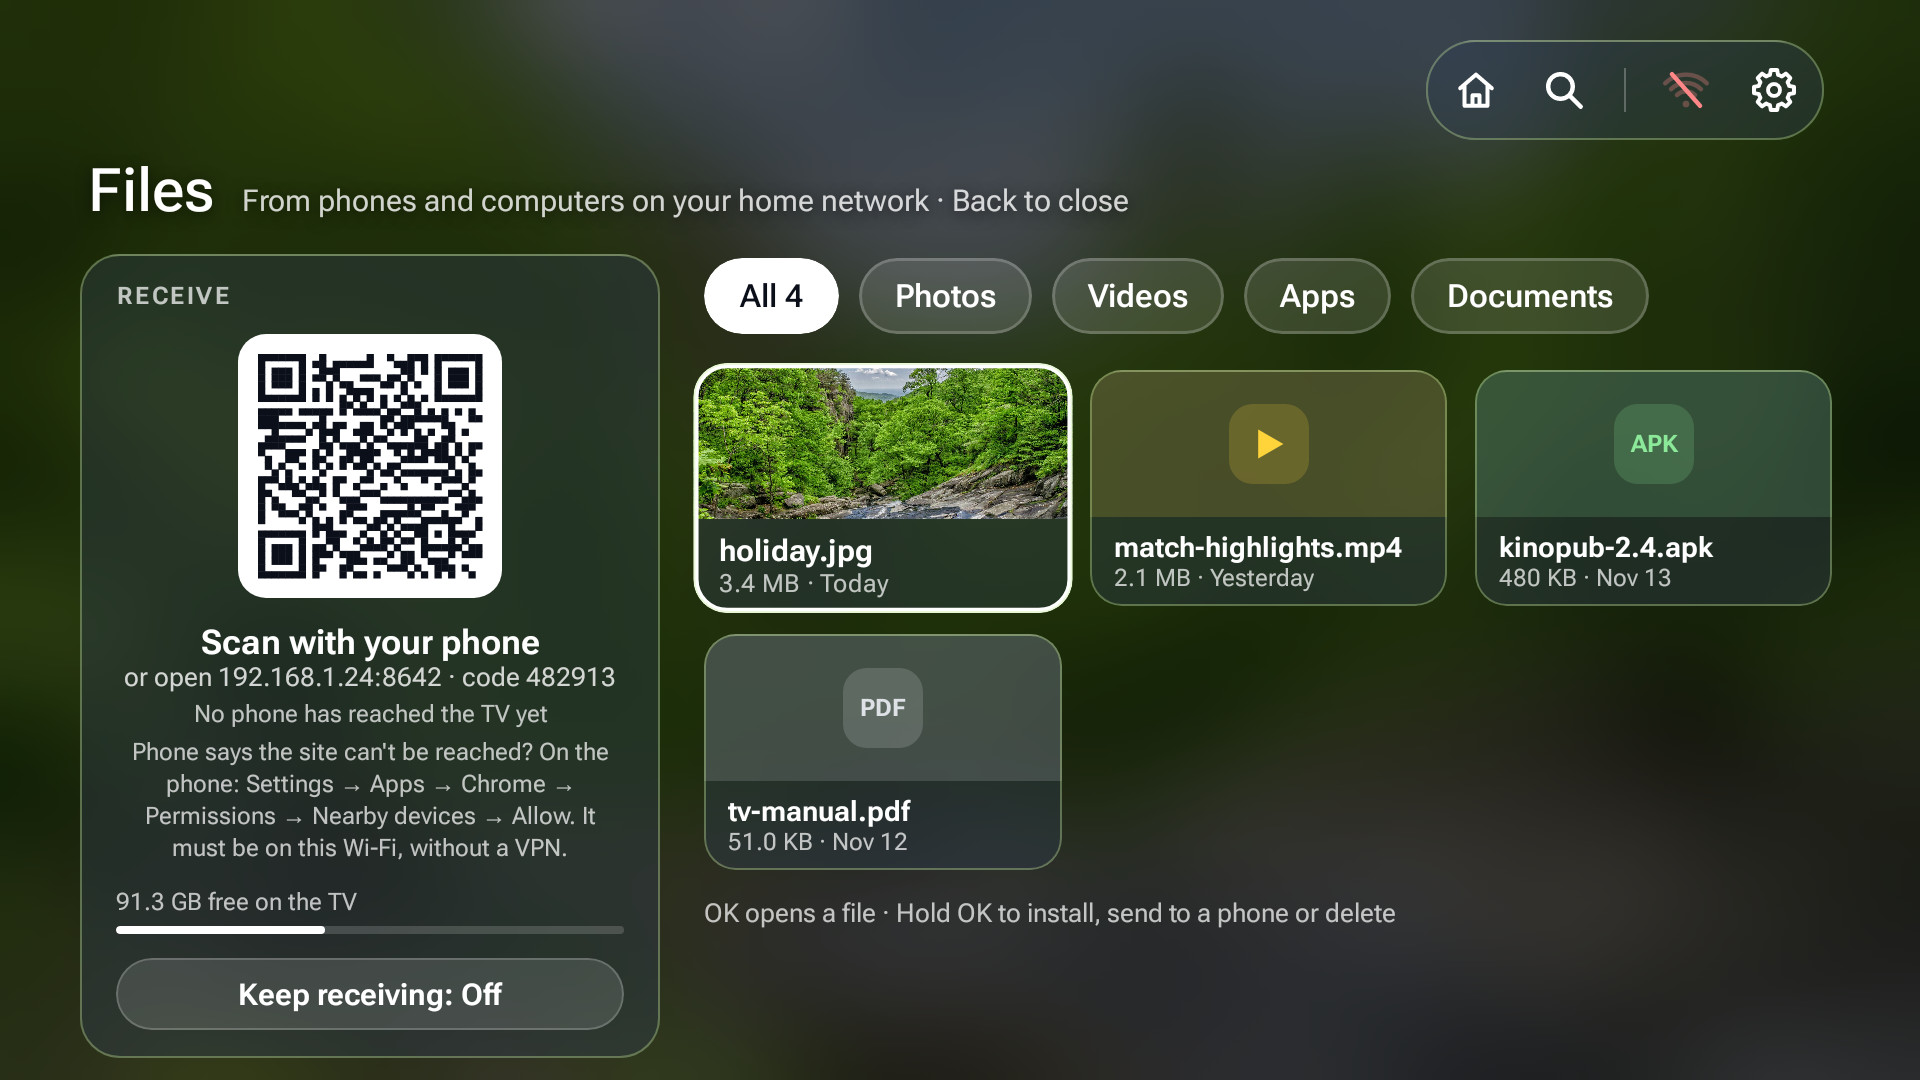 Files
From phones and computers on your home network · Back to close
RECEIVE
Scan with your phone
or open 192.168.1.24:8642 · code 482913
No phone has reached the TV yet
Phone says the site can't be reached? On the
phone: Settings → Apps → Chrome →
Permissions → Nearby devices → Allow. It
must be on this Wi-Fi, without a VPN.
91.3 GB free on the TV
Keep receiving: Off
All 4
Photos
Videos
Apps
Documents
holiday.jpg
3.4 MB · Today
match-highlights.mp4
2.1 MB · Yesterday
APK
kinopub-2.4.apk
480 KB · Nov 13
PDF
tv-manual.pdf
51.0 KB · Nov 12
OK opens a file · Hold OK to install, send to a phone or delete